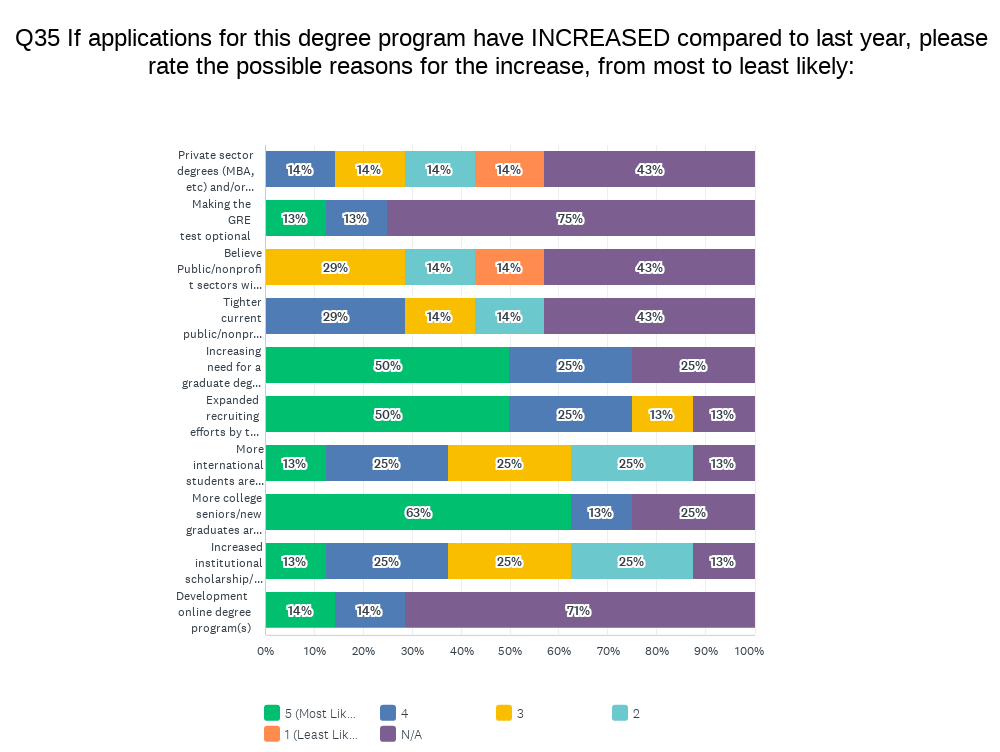 Q35 If applications for this degree program have INCREASED compared to last year, please
rate the possible reasons for the increase, from most to least likely:
Private sector
degrees (MBA,
etc) and/or...
14% 14% 14% 14% 43%
Making the
GRE
test optional
13% 13% 75%
Believe
Public/nonprofi
t sectors wi...
29% 14% 14% 43%
Tighter
current
public/nonpr...
29% 14% 14% 43%
Increasing
need for a
graduate deg...
50% 25% 25%
Expanded
recruiting
efforts by t...
50% 25% 13% 13%
More
international
students are...
13% 25% 25% 25% 13%
More college
seniors/new
graduates ar...
63% 13% 25%
Increased
institutional
scholarship/...
13% 25% 25% 25% 13%
Development
online degree
program(s)
14% 14% 71%
0% 10% 20% 30% 40% 50% 60% 70% 80% 90% 100%
5 (Most Lik... 4 3 2
1 (Least Lik... N/A